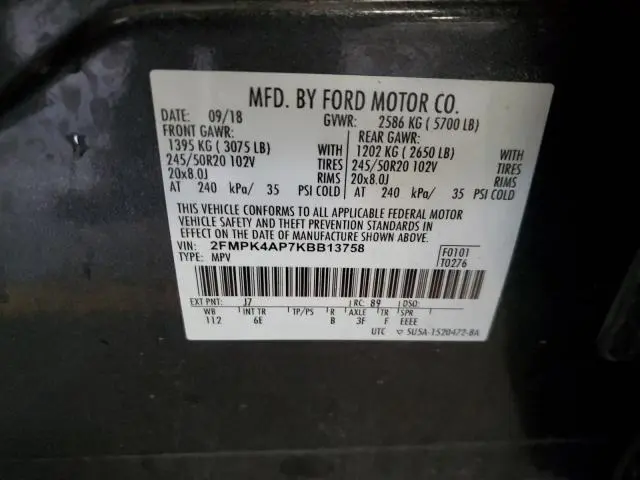 MFD. BY FORD MOTOR CO.
DATE: 09/18 GVWR: 2586 KG ( 5700 LB)
FRONT GAWR: REAR GAWR:
1395 KG ( 3075 LB) WITH 1202 KG ( 2650 LB) WITH
245/50R20 102V TIRES 245/50R20 102V TIRES
20x8.0J RIMS 20x8.0J RIMS
AT 240 kPa/ 35 PSI COLD AT 240 kPa/ 35 PSI COLD
THIS VEHICLE CONFORMS TO ALL APPLICABLE FEDERAL MOTOR
VEHICLE SAFETY AND THEFT PREVENTION STANDARDS IN EFFECT
ON THE DATE OF MANUFACTURE SHOWN ABOVE.
VIN: 2FMPK4AP7KBB13758 F0101
TYPE: MPV T0276
EXT PNT: J7 RC: 89 DSO:
WB INT TR TP/PS R AXLE TR SPR
112 6E B 3F F EEEE
UTC 5U5A-1520472-BA